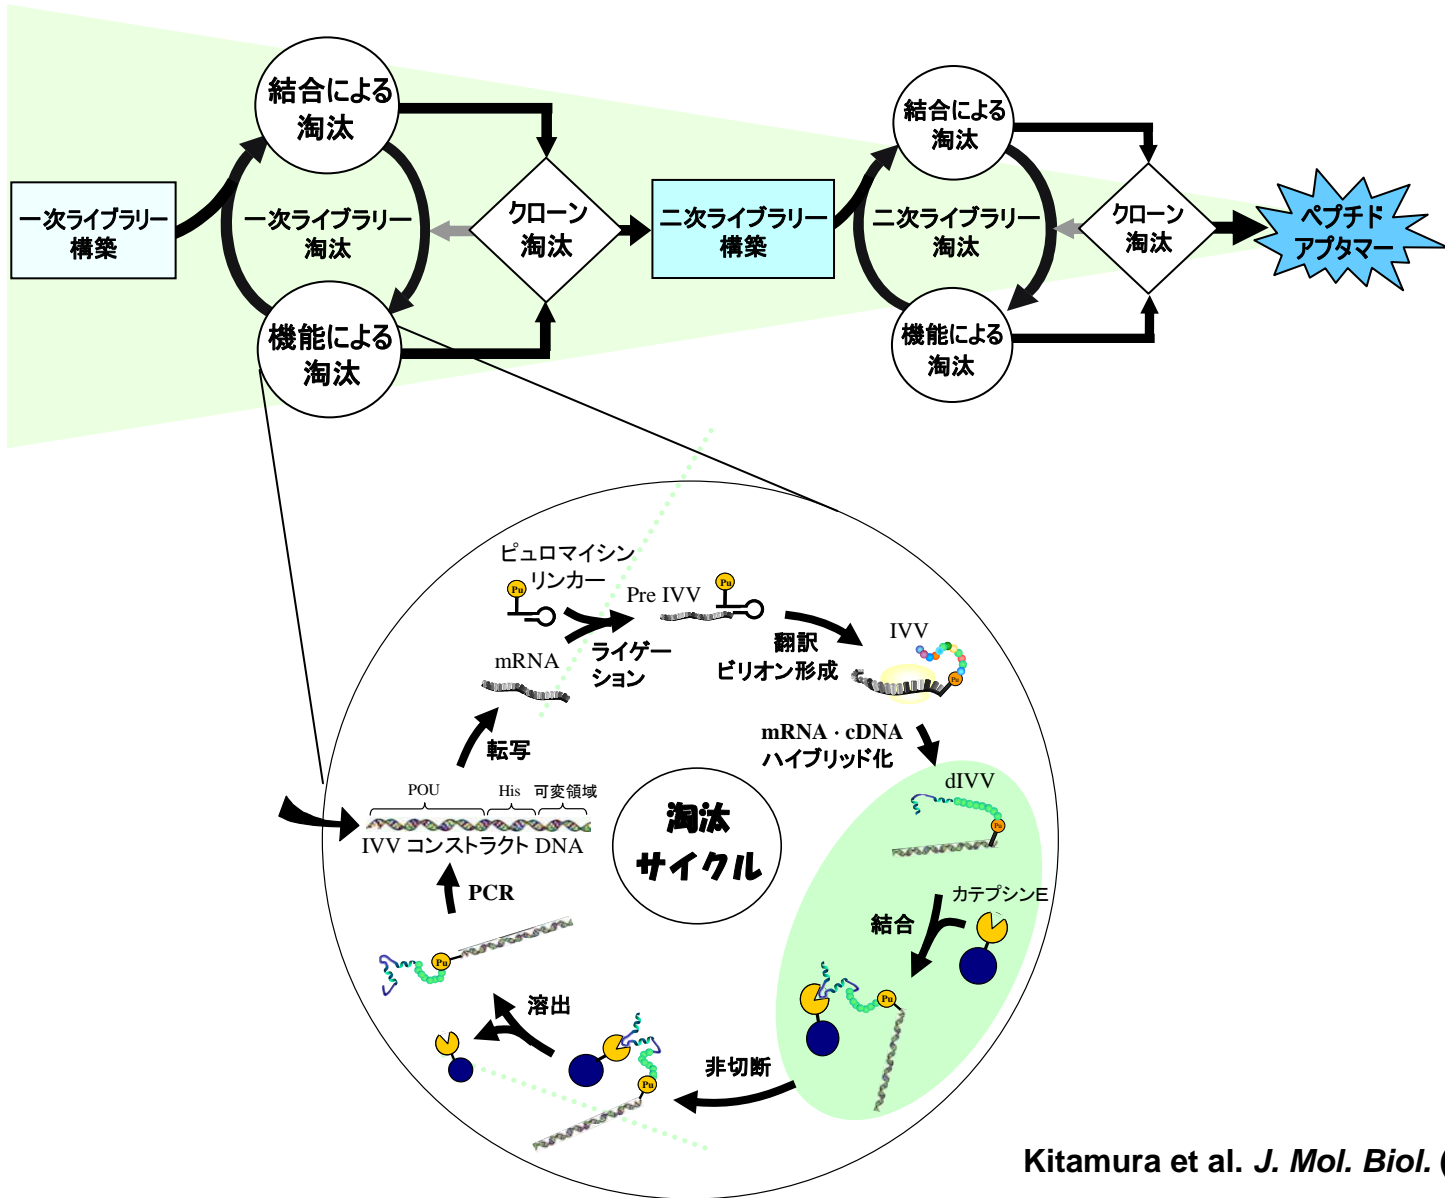 結合による
淘汰
結合による
淘汰
一次ライブラリー
構築
一次ライブラリー
淘汰
クローン
淘汰
二次ライブラリー
構築
二次ライブラリー
淘汰
クローン
淘汰
ペプチド
アプタマー
機能による
淘汰
機能による
淘汰
ピュロマイシン
リンカー
Pu
Pre IVV
Pu
mRNA
ライゲー
ション
翻訳
ビリオン形成
IVV
Pu
転写
mRNA・cDNA
ハイブリッド化
dIVV
POU
His
可変領域
IVV コンストラクト DNA
淘汰
サイクル
Pu
PCR
カテプシンE
結合
Pu
Pu
溶出
非切断
Pu
Kitamura et al. J. Mol. Biol. (